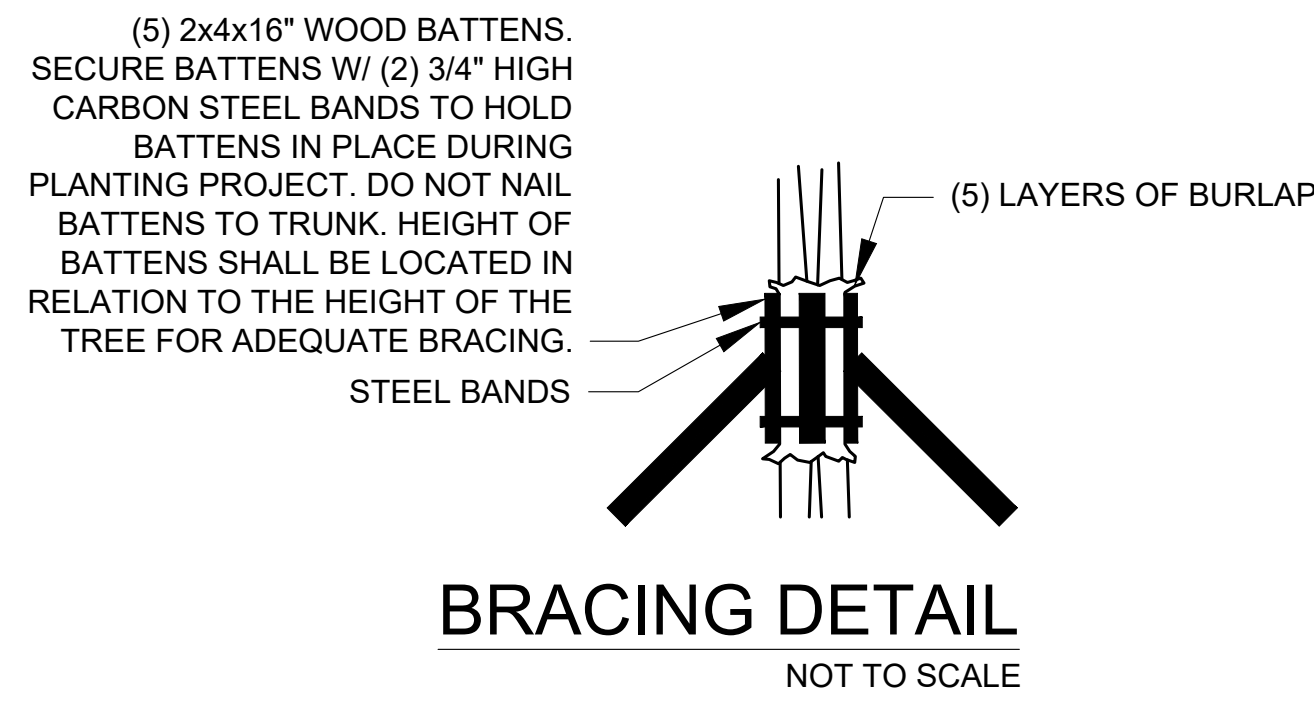 (5) 2x4x16" WOOD BATTENS.
SECURE BATTENS W/ (2) 3/4" HIGH
CARBON STEEL BANDS TO HOLD
BATTENS IN PLACE DURING
PLANTING PROJECT. DO NOT NAIL
BATTENS TO TRUNK. HEIGHT OF
BATTENS SHALL BE LOCATED IN
RELATION TO THE HEIGHT OF THE
TREE FOR ADEQUATE BRACING.
STEEL BANDS
(5) LAYERS OF BURLAP
BRACING DETAIL
NOT TO SCALE